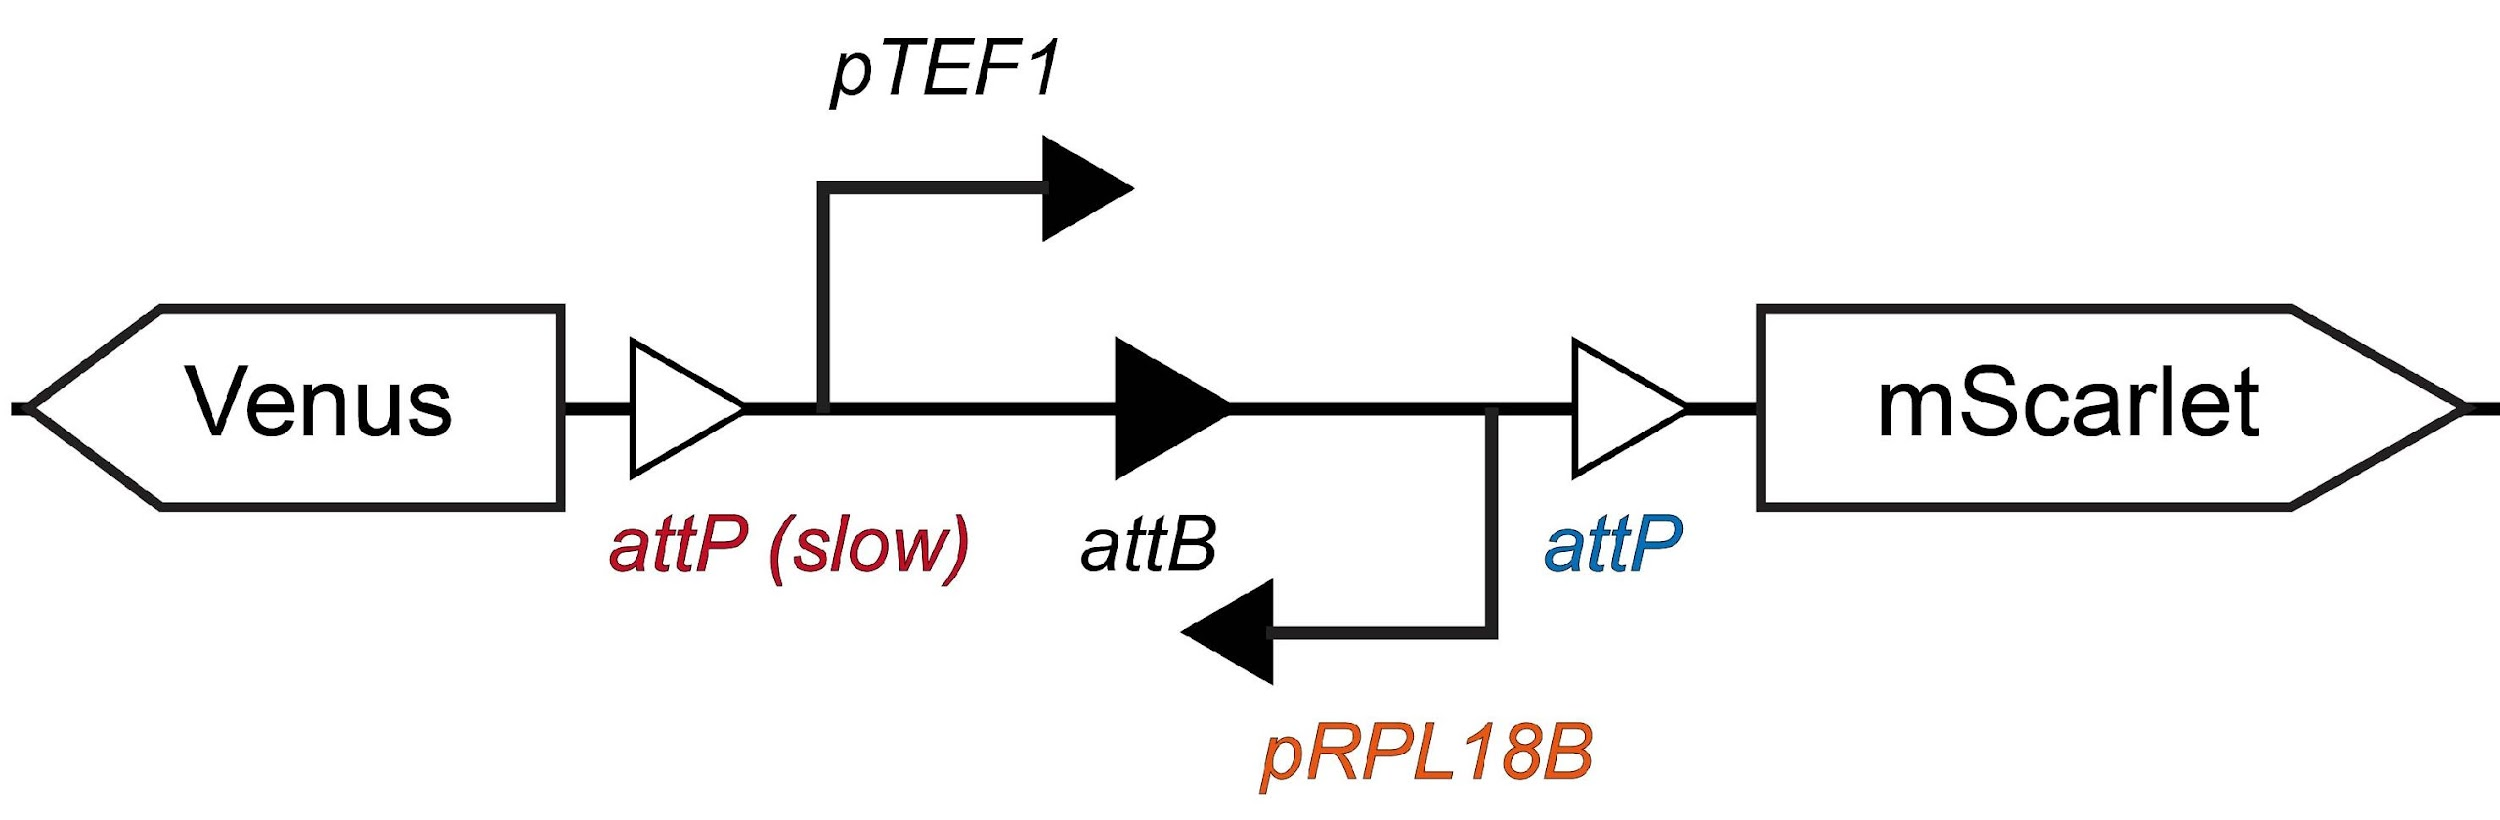 pTEF1
Venus
mScarlet
attP (slow)
attB
attP
pRPL18B